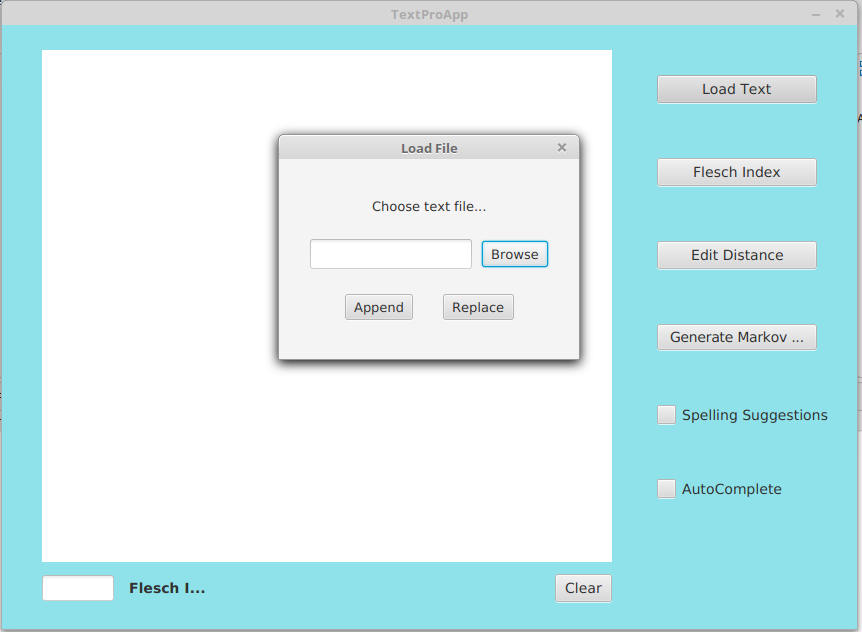 TextProApp
Load Text
Load File
Choose text file...
Browse
Append Replace
Flesch Index
Edit Distance
Generate Markov ...
Spelling Suggestions
AutoComplete
Flesch I...
Clear